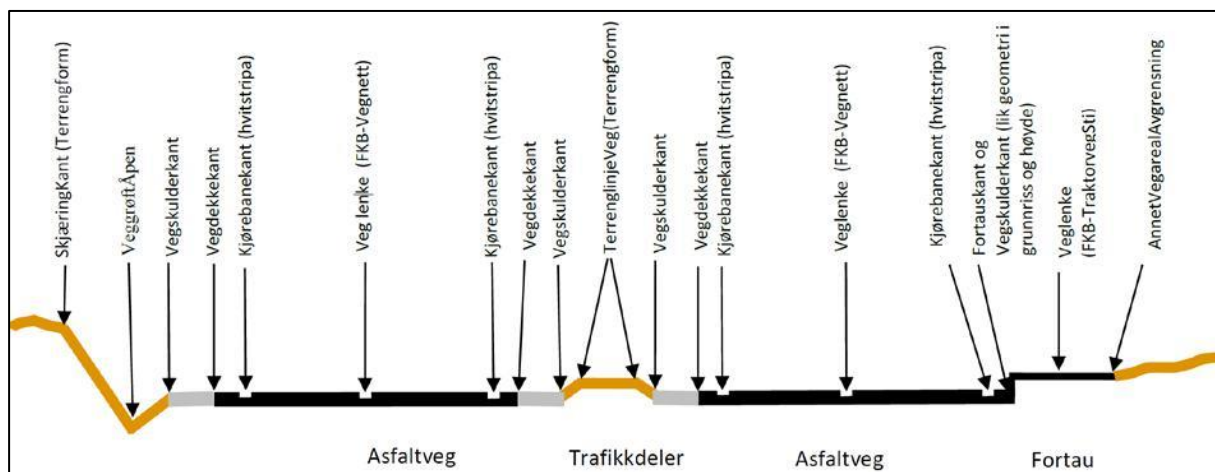 SkjæringKant (Terrengform)
VeggrøftÅpen
Vegskulderkant
Vegdekkekant
Kjørebanekant (hvitstripa)
Veg lenke (FKB-Vegnett)
Kjørebanekant (hvitstripa)
Vegdekkekant
Vegskulderkant
TerrenglinjeVeg(Terrengform)
Vegskulderkant
Vegdekkekant
Kjørebanekant (hvitstripa)
Veglenke (FKB-Vegnett)
Kjørebanekant (hvitstripa)
Fortauskant og
Vegskulderkant (lik geometri i
grunnriss og høyde)
Veglenke
(FKB-TraktorvegSti)
AnnetVegarealAvgrensning
Asfaltveg
Trafikkdeler
Asfaltveg
Fortau